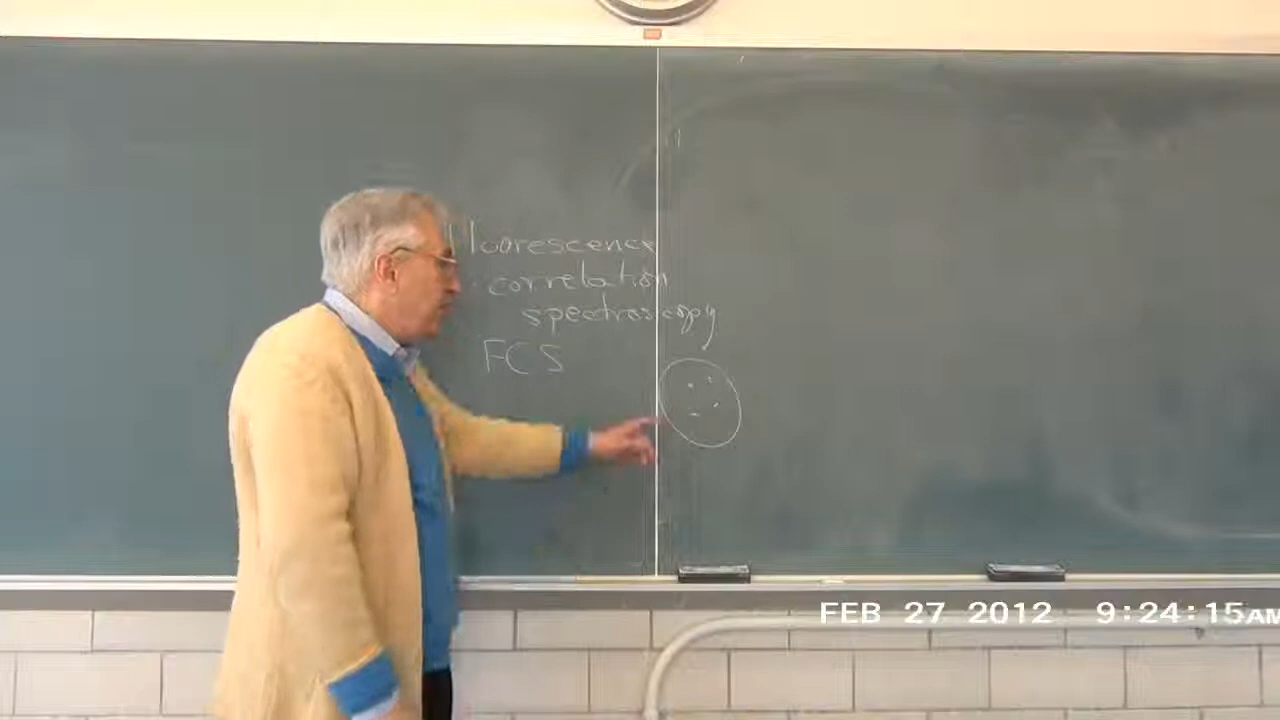 Fluorescence
correlation
spectroscopy
FCS
FEB 27 2012 9:24:15AM